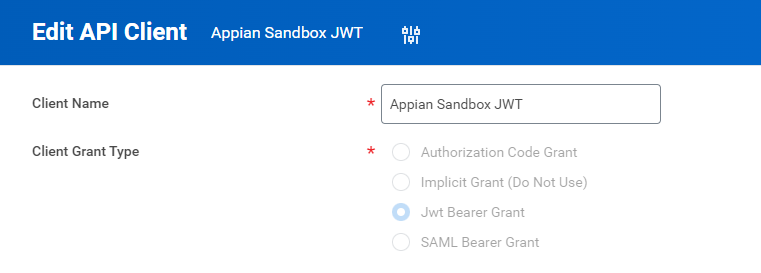 Edit API Client Appian Sandbox JWT
Client Name * Appian Sandbox JWT
Client Grant Type * Authorization Code Grant
Implicit Grant (Do Not Use)
Jwt Bearer Grant
SAML Bearer Grant